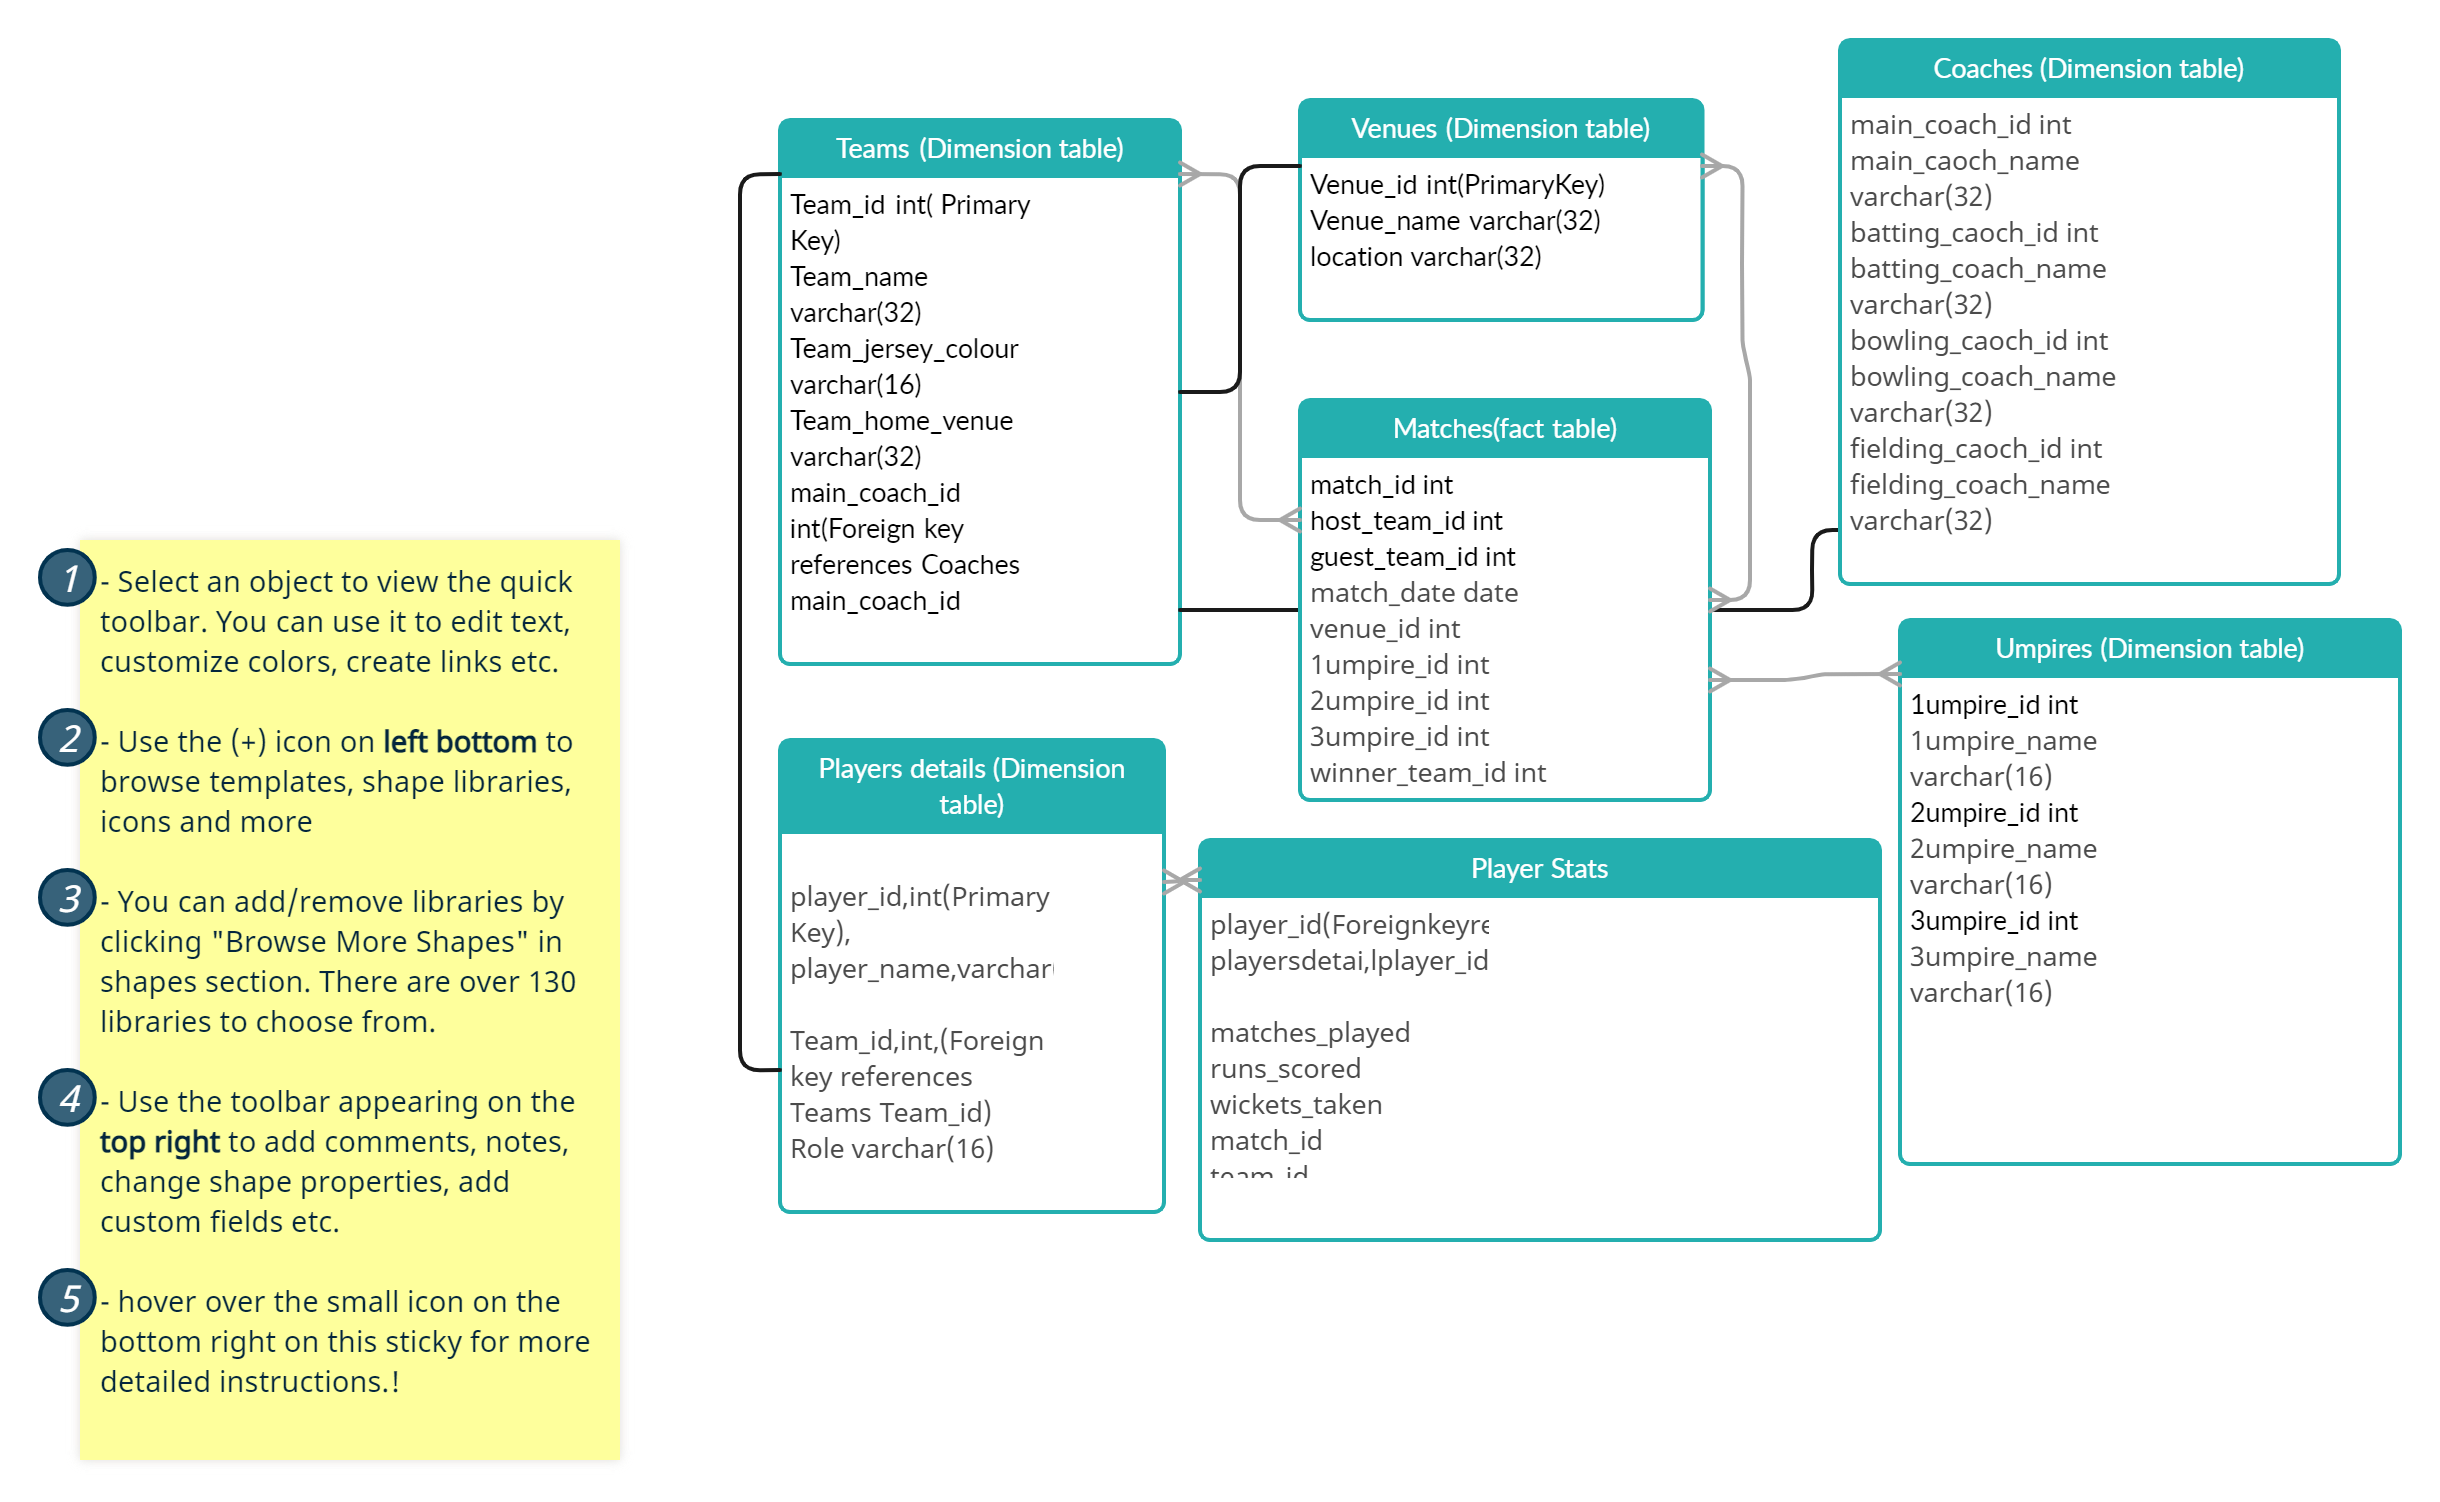 1
- Select an object to view the quick
toolbar. You can use it to edit text,
customize colors, create links etc.
2
- Use the (+) icon on left bottom to
browse templates, shape libraries,
icons and more
3
- You can add/remove libraries by
clicking "Browse More Shapes" in
shapes section. There are over 130
libraries to choose from.
4
- Use the toolbar appearing on the
top right to add comments, notes,
change shape properties, add
custom fields etc.
5
- hover over the small icon on the
bottom right on this sticky for more
detailed instructions.!
Teams (Dimension table)
Team_id int( Primary
Key)
Team_name
varchar(32)
Team_jersey_colour
varchar(16)
Team_home_venue
varchar(32)
main_coach_id
int(Foreign key
references Coaches
main_coach_id
Venues (Dimension table)
Venue_id int(PrimaryKey)
Venue_name varchar(32)
location varchar(32)
Matches(fact table)
match_id int
host_team_id int
guest_team_id int
match_date date
venue_id int
1umpire_id int
2umpire_id int
3umpire_id int
winner_team_id int
Coaches (Dimension table)
main_coach_id int
main_caoch_name
varchar(32)
batting_caoch_id int
batting_coach_name
varchar(32)
bowling_caoch_id int
bowling_coach_name
varchar(32)
fielding_caoch_id int
fielding_coach_name
varchar(32)
Umpires (Dimension table)
1umpire_id int
1umpire_name
varchar(16)
2umpire_id int
2umpire_name
varchar(16)
3umpire_id int
3umpire_name
varchar(16)
Players details (Dimension
table)
player_id,int(Primary
Key),
player_name,varchar(
Team_id,int,(Foreign
key references
Teams Team_id)
Role varchar(16)
Player Stats
player_id(Foreignkeyre
playersdetai,lplayer_id
matches_played
runs_scored
wickets_taken
match_id
team_id